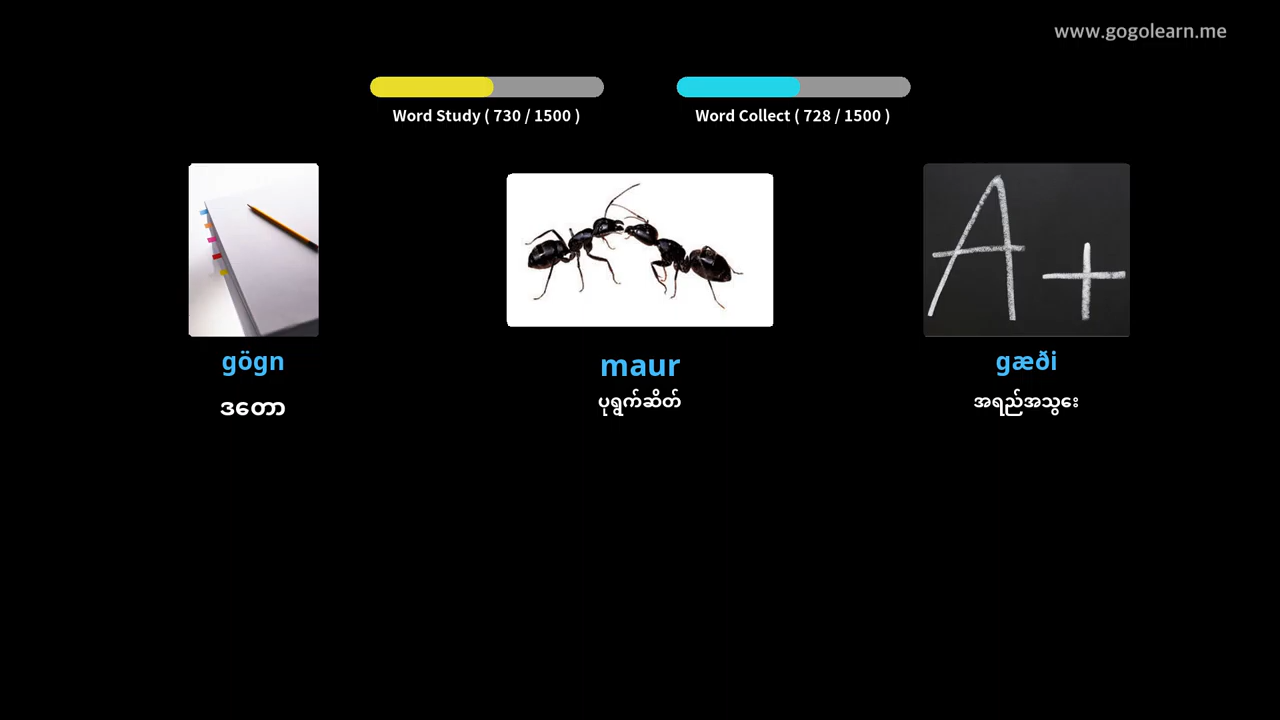 www.gogolearn.me
Word Study ( 730 / 1500 )
Word Collect ( 728 / 1500 )
A+
gögn
maur
gæði
ဒတော
ပုရွက်ဆိတ်
အရည်အသွေး